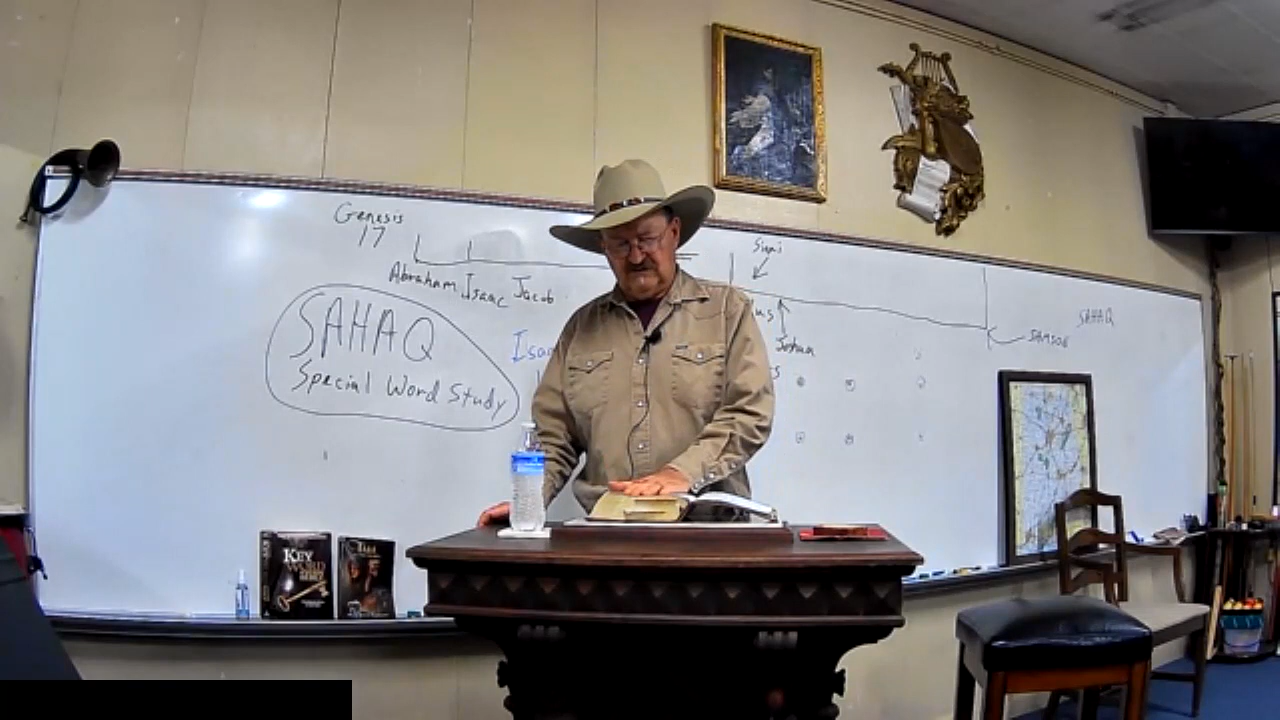 Genesis
17
Sinai
Abraham Isaac Jacob
SAHAQ
Special Word Study
Joshua
SAMSON
SAHAQ
KEY
WORD